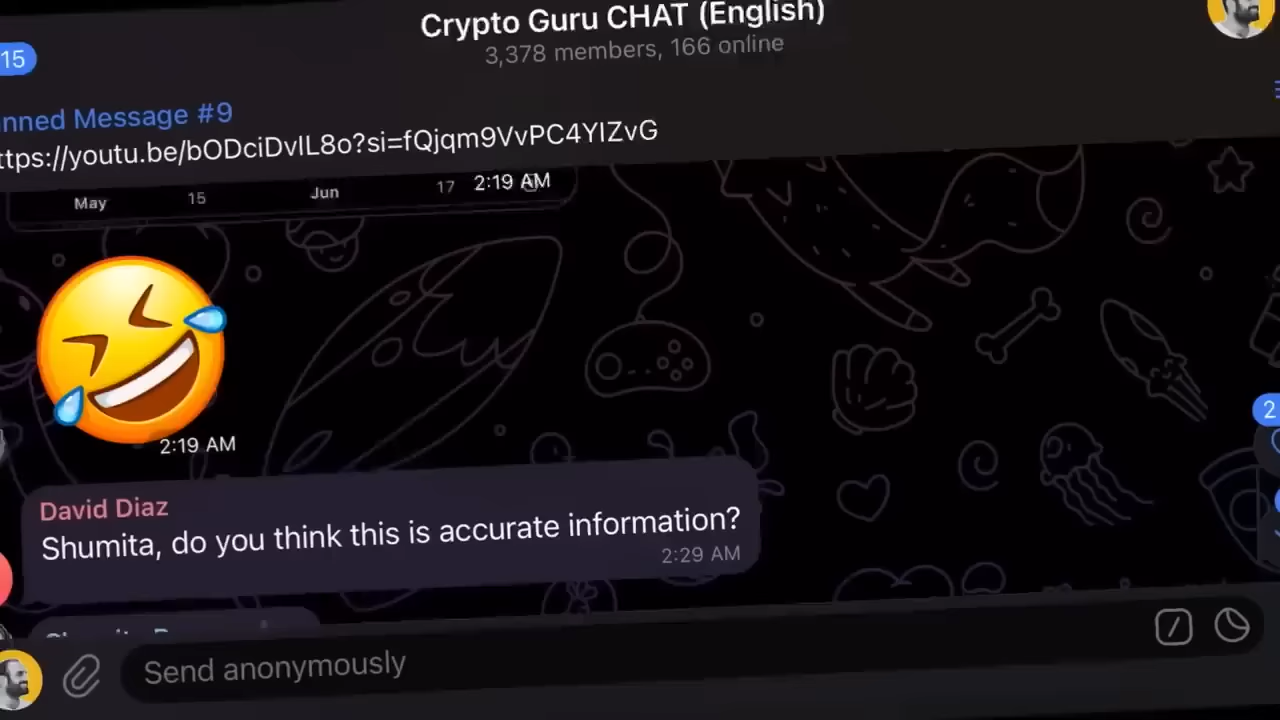 Crypto Guru CHAT (English)
3,378 members, 166 online
15
nned Message #9
ttps://youtu.be/bODciDvIL8o?si=fQjqm9VvPC4YIZvG
May 15 Jun 17 2:19 AM
2:19 AM
2
David Diaz
Shumita, do you think this is accurate information?
2:29 AM
Send anonymously